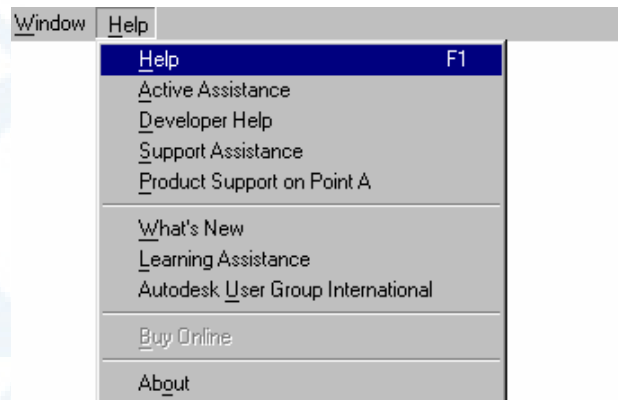 Window Help
Help F1
Active Assistance
Developer Help
Support Assistance
Product Support on Point A
What's New
Learning Assistance
Autodesk User Group International
Buy Online
About